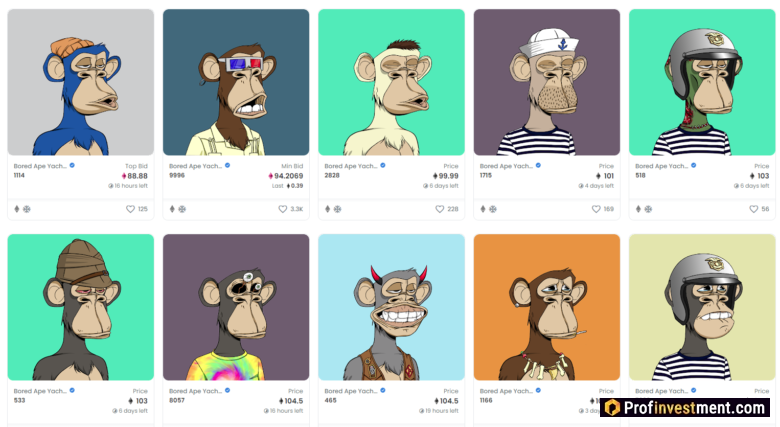 Bored Ape Yach... Top Bid
1114 88.88
16 hours left
125
Bored Ape Yach... Min Bid
9996 94.2069
Last 0.39
3.3K
Bored Ape Yach... Price
2828 99.99
6 days left
228
Bored Ape Yach... Price
1715 101
4 days left
169
Bored Ape Yach... Price
518 103
6 days left
56
Bored Ape Yach... Price
533 103
6 days left
Bored Ape Yach... Price
8057 104.5
16 hours left
Bored Ape Yach... Price
465 104.5
16 hours left
Bored Ape Yach... Price
1166
Bored Ape Yach... Price
Profinvestment.com